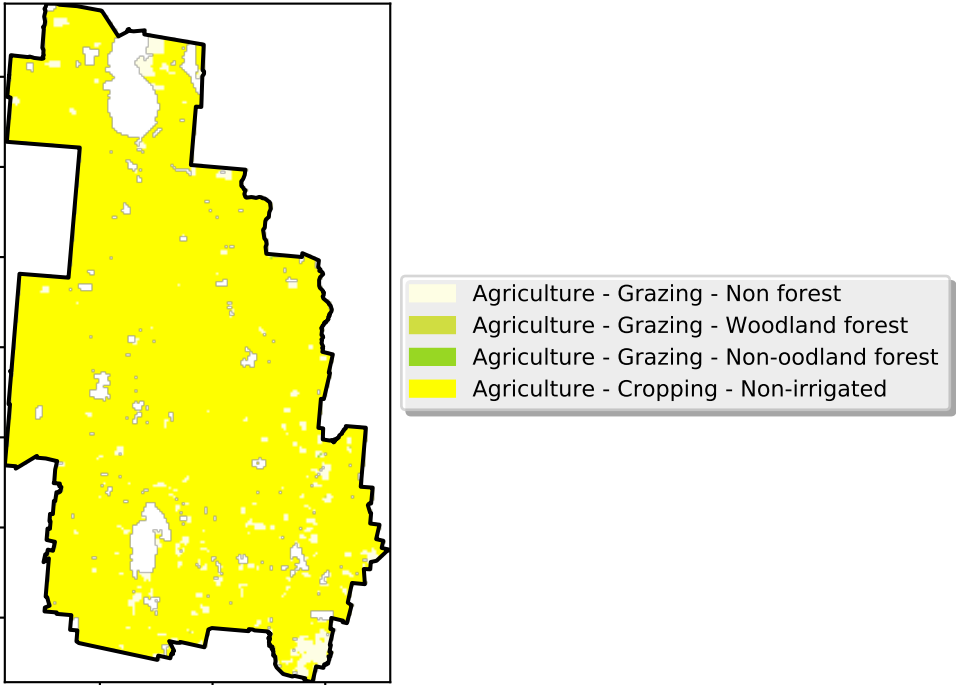 Agriculture - Grazing - Non forest
Agriculture - Grazing - Woodland forest
Agriculture - Grazing - Non-oodland forest
Agriculture - Cropping - Non-irrigated